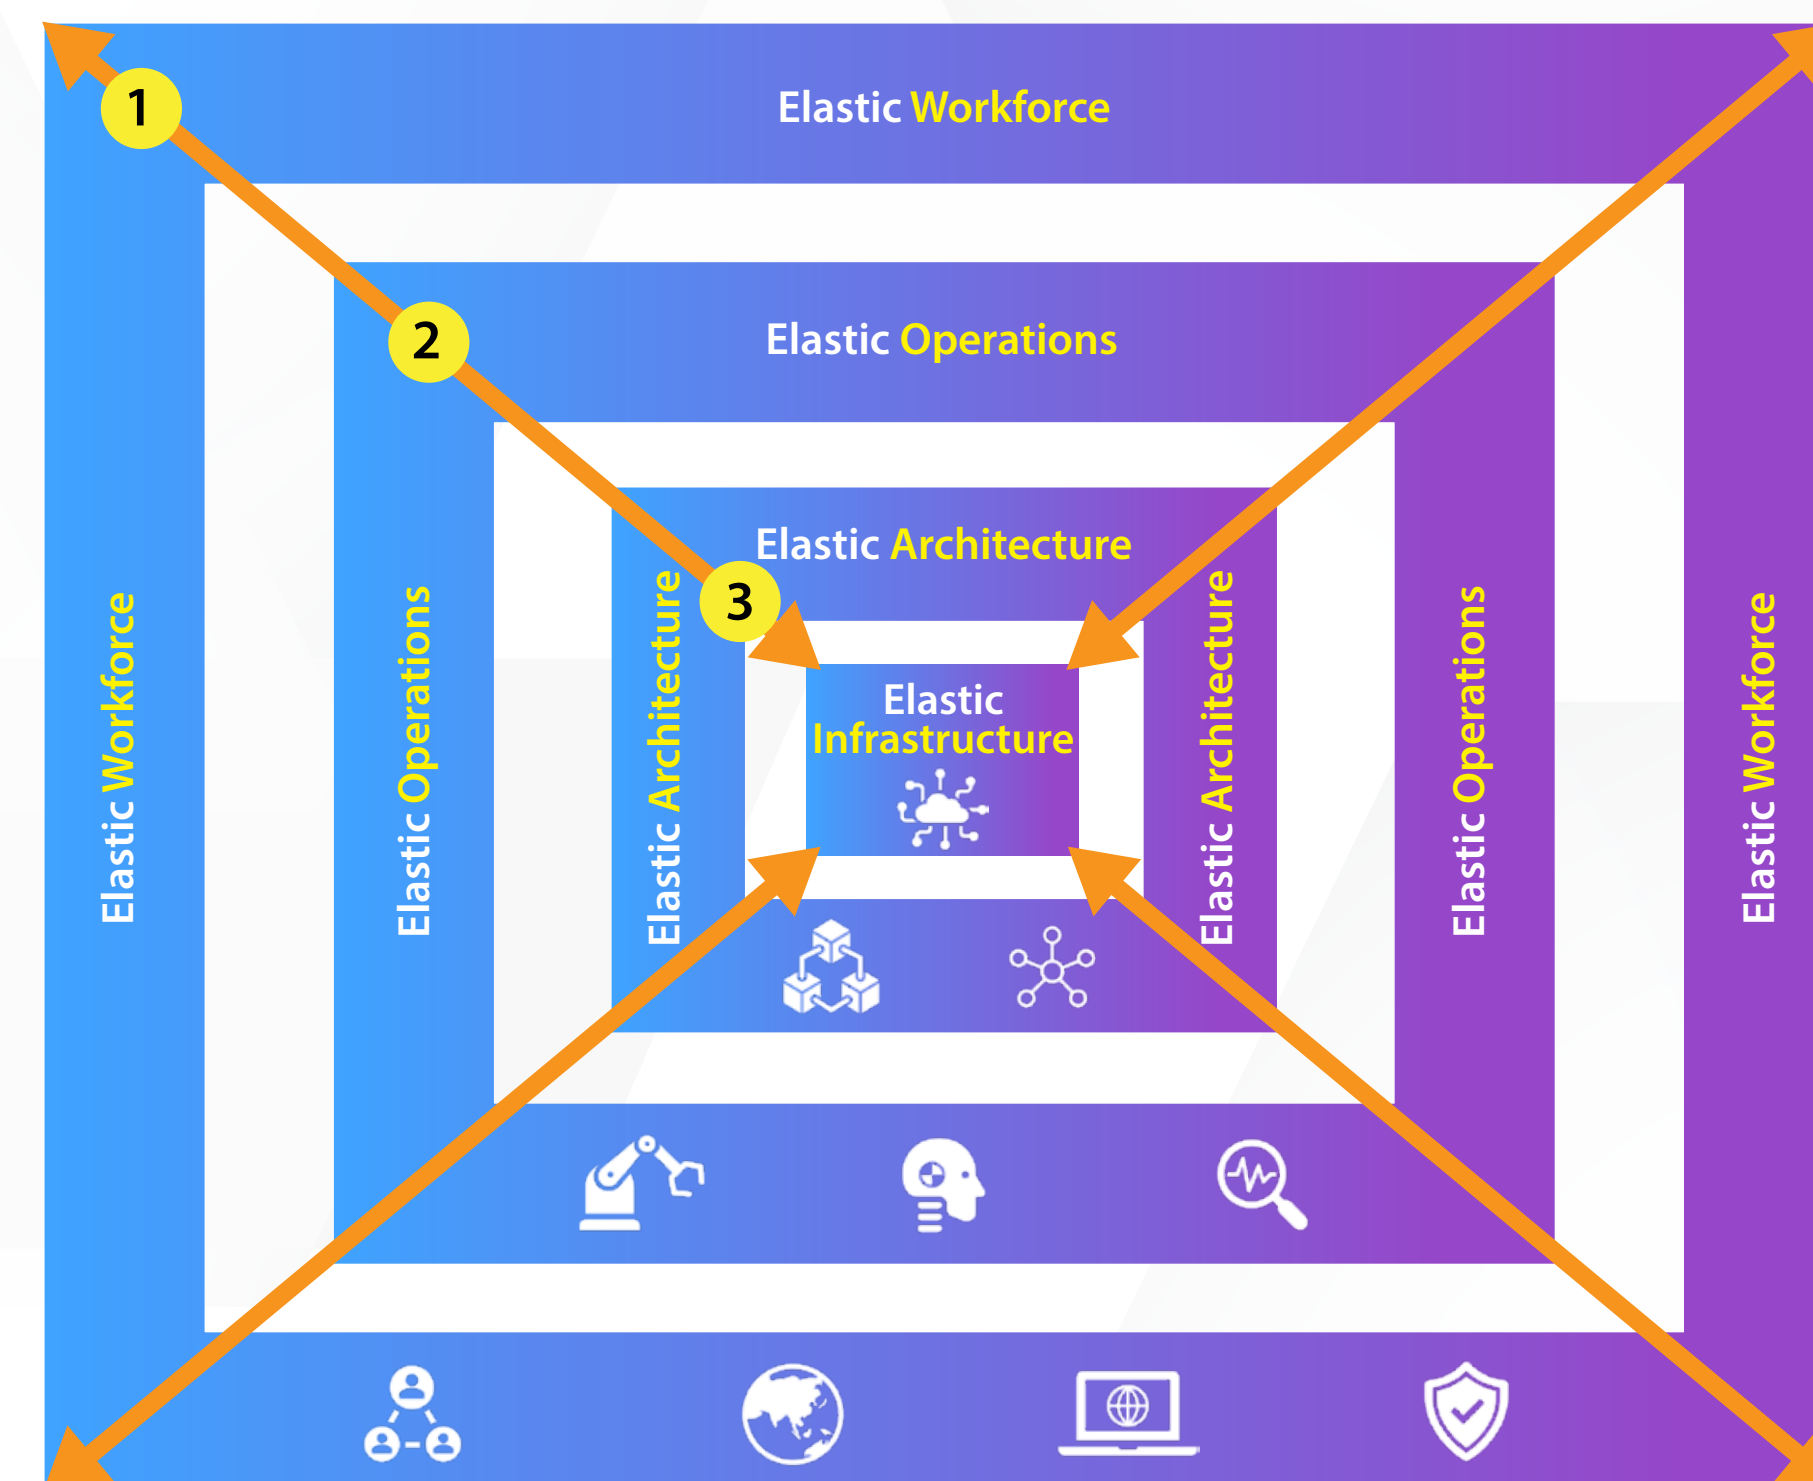 1
Elastic Workforce
2
Elastic Operations
3
Elastic Architecture
Elastic Workforce
Elastic Operations
Elastic Architecture
Elastic
Infrastructure
Elastic Architecture
Elastic Operations
Elastic Workforce